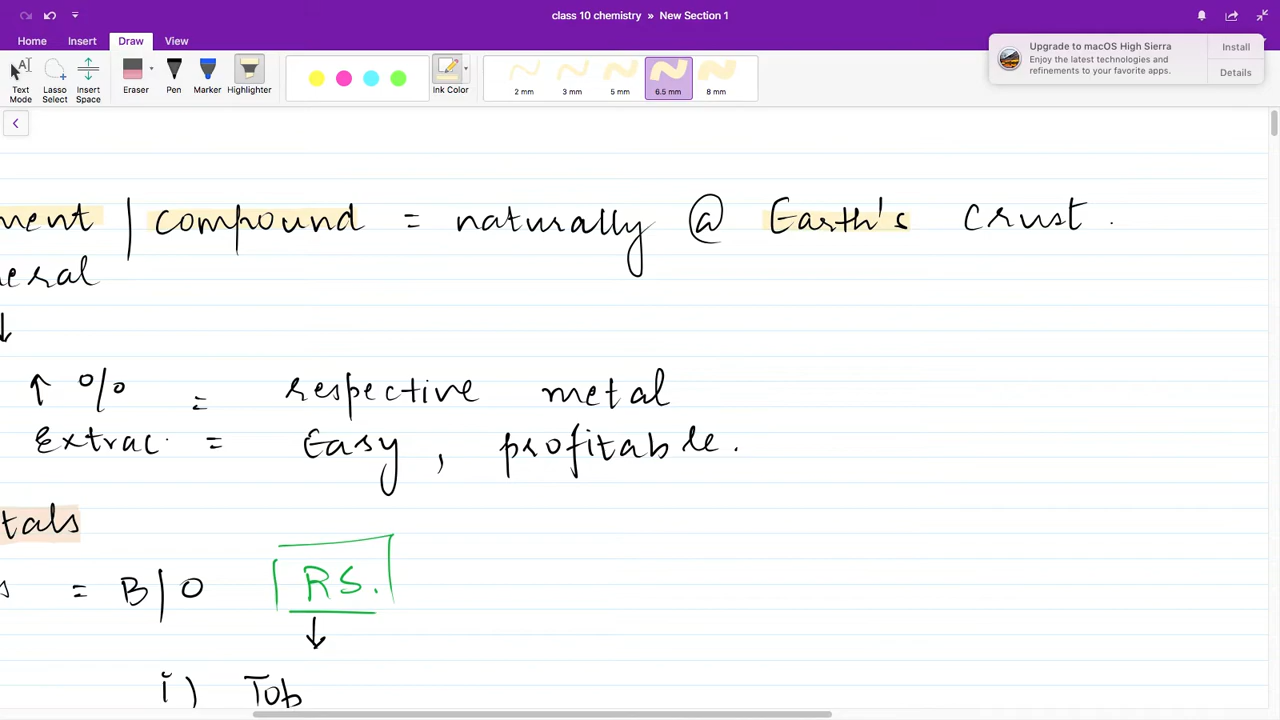 class 10 chemistry » New Section 1
Home Insert Draw View
Upgrade to macOS High Sierra
Enjoy the latest technologies and
refinements to your favorite apps.
Install
Details
Text Mode
Lasso Select
Insert Space
Eraser
Pen
Marker
Highlighter
Ink Color
2 mm
3 mm
5 mm
6.5 mm
8 mm
ment | compound = naturally @ Earth's crust.
eral
↓
↑ % = respective metal
Extrac. = Easy, profitable.
tals
s = B|O RS.
↓
i) Tob